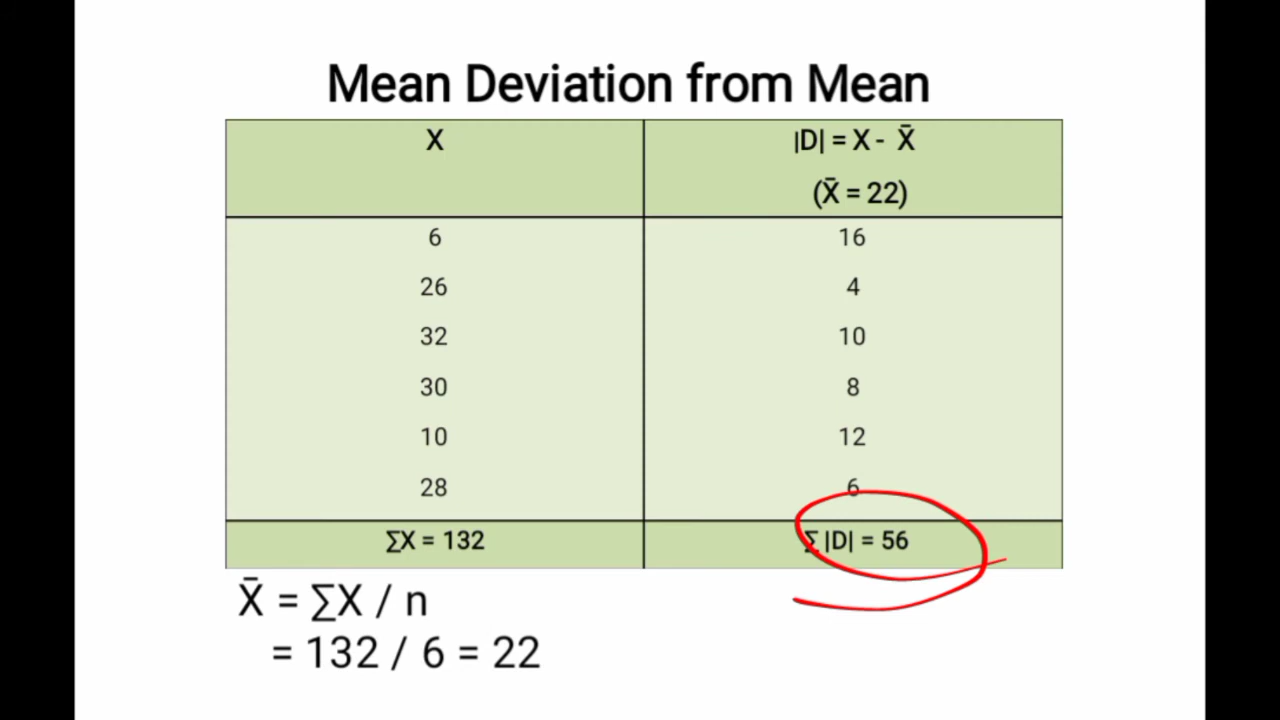 Mean Deviation from Mean
X |D| = X - X̄
(X̄ = 22)
6 16
26 4
32 10
30 8
10 12
28 6
∑X = 132 ∑ |D| = 56
X̄ = ∑X / n
= 132 / 6 = 22